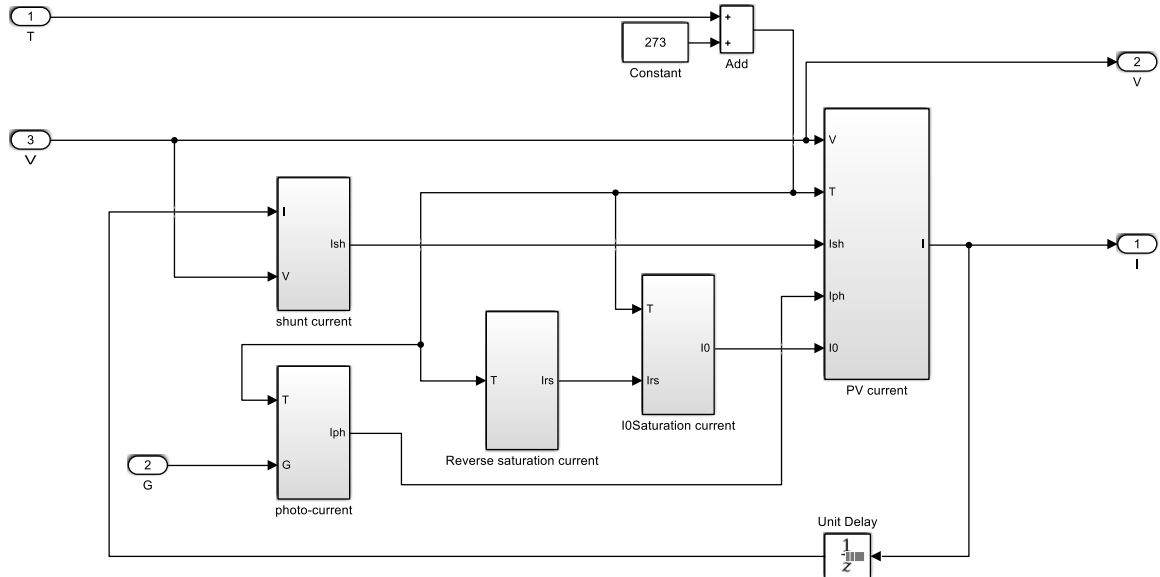 1
T
273
Constant
+
+
Add
2
V
3
V
V
T
Ish
Iph
I0
I
PV current
1
I
I
V
Ish
shunt current
T
Irs
I0
I0Saturation current
T
Irs
Reverse saturation current
T
G
Iph
photo-current
2
G
Unit Delay
1
z